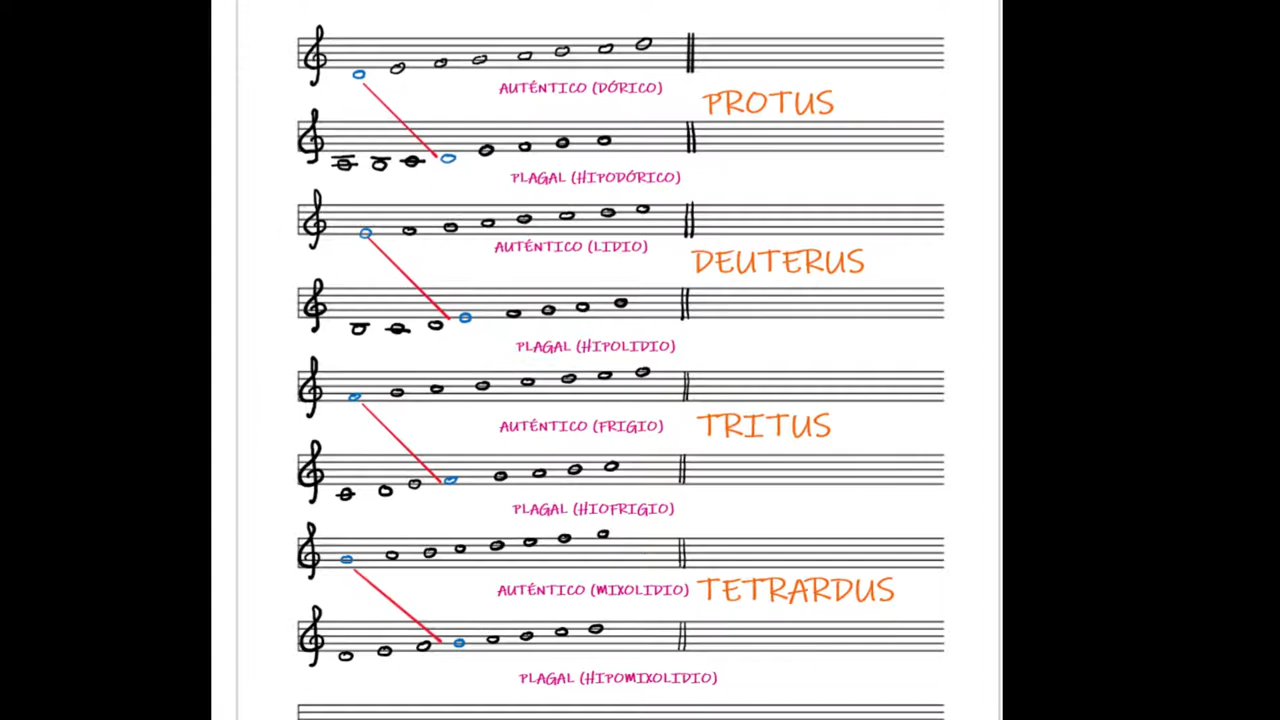 AUTÉNTICO (DÓRICO)
PROTUS
PLAGAL (HIPODÓRICO)
AUTÉNTICO (LIDIO)
DEUTERUS
PLAGAL (HIPOLIDIO)
AUTÉNTICO (FRIGIO)
TRITUS
PLAGAL (HIOFRIGIO)
AUTÉNTICO (MIXOLIDIO)
TETRARDUS
PLAGAL (HIPOMIXOLIDIO)